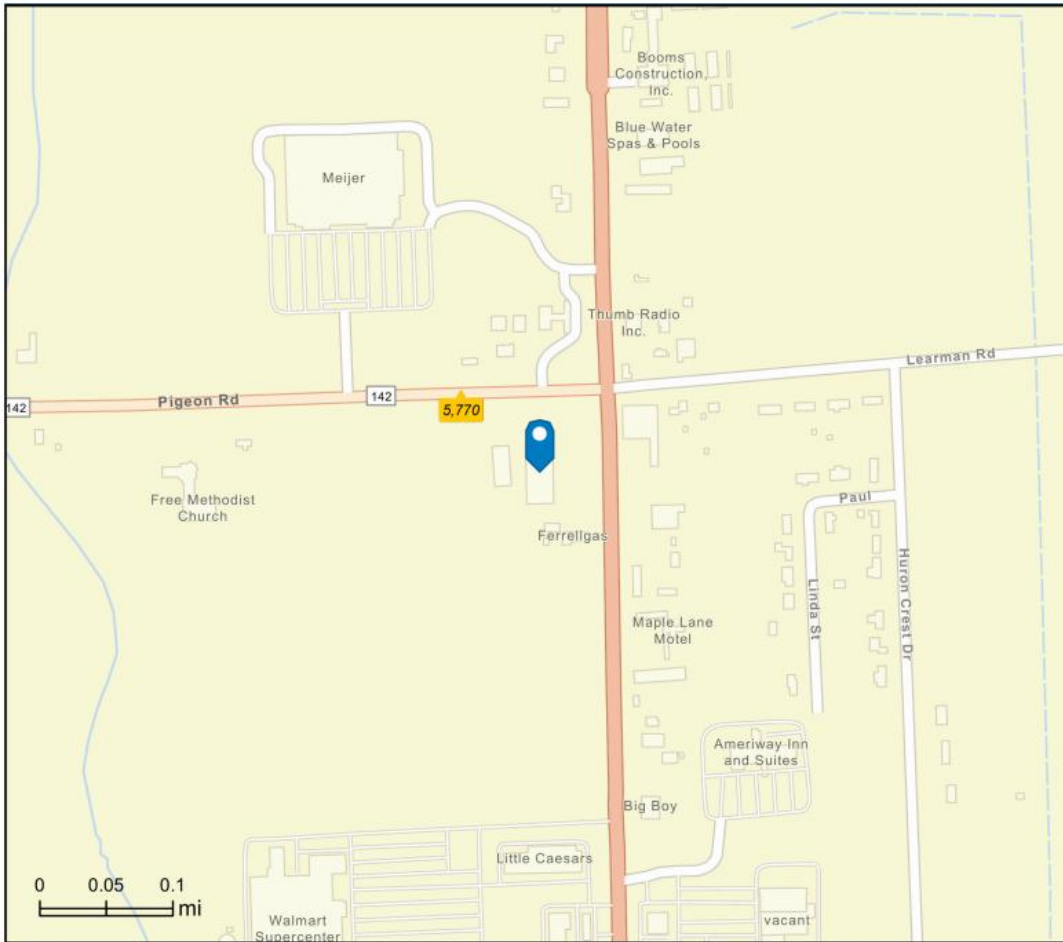 Booms
Construction,
Inc.
Blue Water
Spas & Pools
Meijer
Thumb Radio
Inc.
Learman Rd
142
Pigeon Rd
142
5,770
Free Methodist
Church
Paul
Ferrellgas
Huron Crest Dr
Linda St
Maple Lane
Motel
Ameriway Inn
and Suites
Big Boy
Little Caesars
0 0.05 0.1
mi
Walmart
Supercenter
vacant